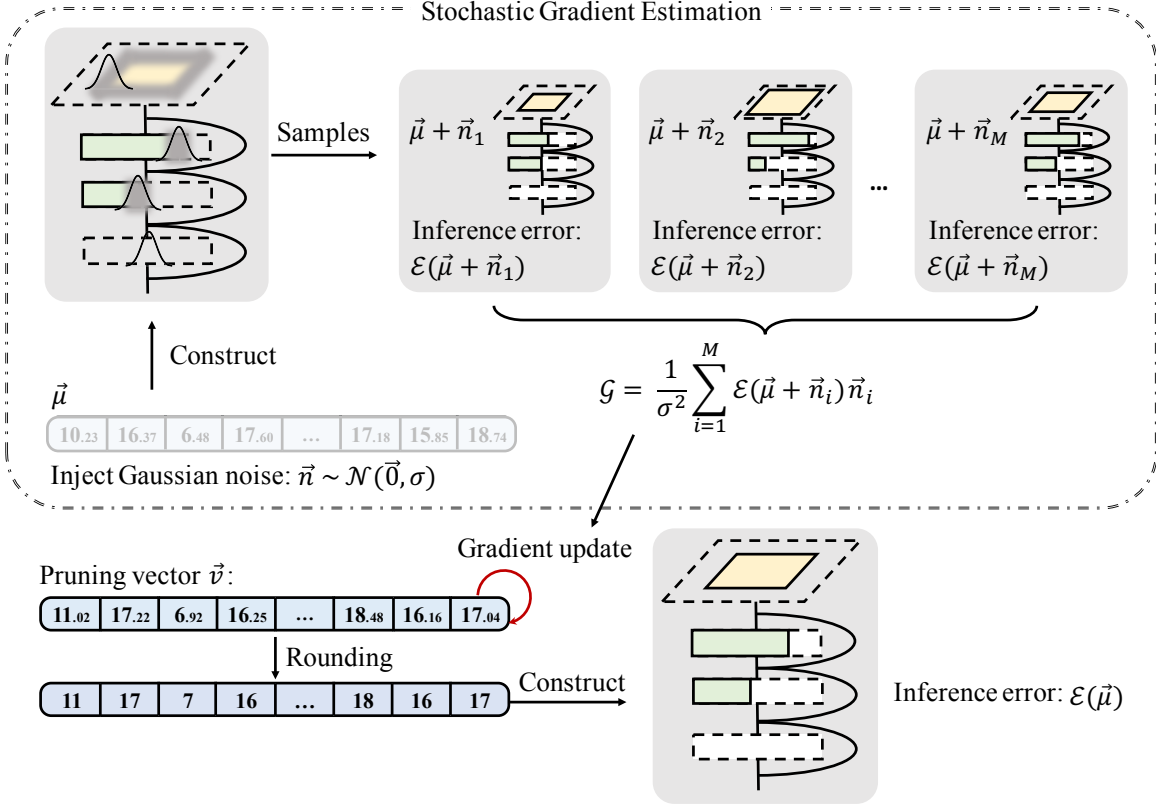 Stochastic Gradient Estimation
Samples
μ⃗ + n⃗₁
Inference error:
ℰ(μ⃗ + n⃗₁)
μ⃗ + n⃗₂
Inference error:
ℰ(μ⃗ + n⃗₂)
...
μ⃗ + n⃗_M
Inference error:
ℰ(μ⃗ + n⃗_M)
Construct
μ⃗
10.23 16.37 6.48 17.60 ... 17.18 15.85 18.74
Inject Gaussian noise: n⃗ ~ 𝒩(0⃗, σ)
𝒢 = 1/σ² ∑_{i=1}^{M} ℰ(μ⃗ + n⃗ᵢ)n⃗ᵢ
Gradient update
Pruning vector v⃗:
11.02 17.22 6.92 16.25 ... 18.48 16.16 17.04
Rounding
11 17 7 16 ... 18 16 17
Construct
Inference error: ℰ(μ⃗)